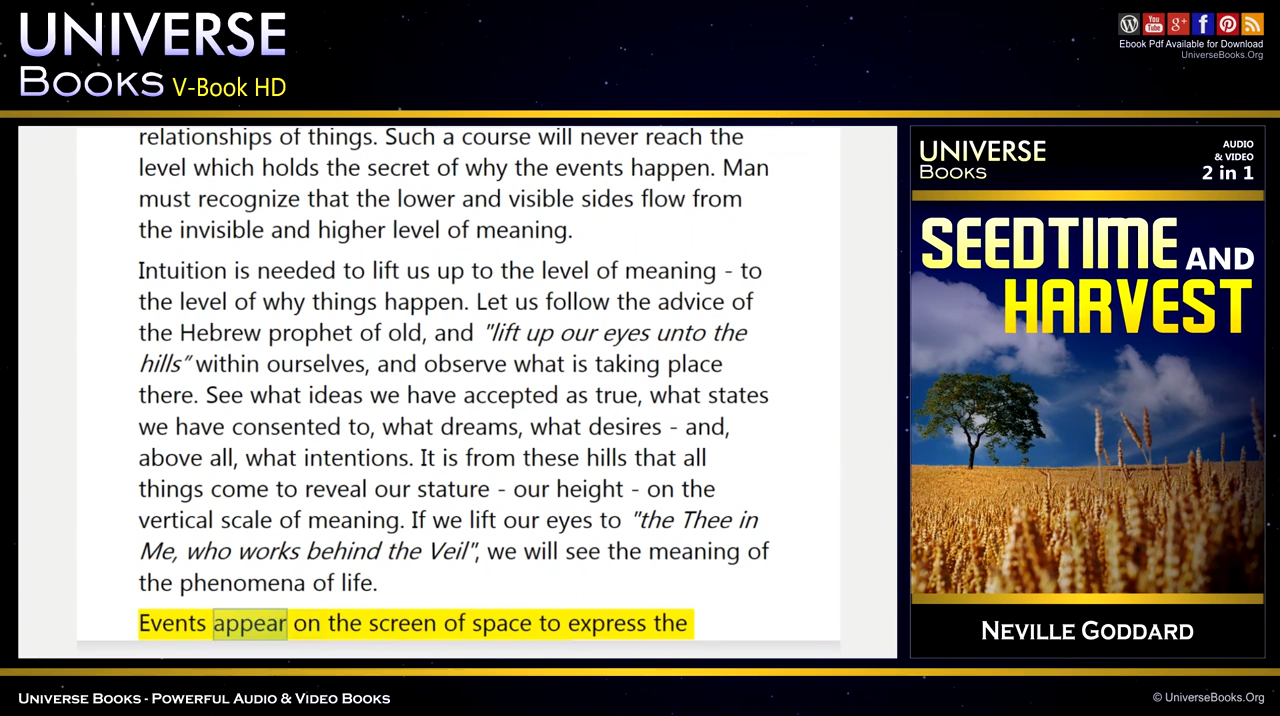 UNIVERSE
BOOKS V-Book HD
Ebook Pdf Available for Download
UniverseBooks.Org
relationships of things. Such a course will never reach the
level which holds the secret of why the events happen. Man
must recognize that the lower and visible sides flow from
the invisible and higher level of meaning.
Intuition is needed to lift us up to the level of meaning - to
the level of why things happen. Let us follow the advice of
the Hebrew prophet of old, and "lift up our eyes unto the
hills" within ourselves, and observe what is taking place
there. See what ideas we have accepted as true, what states
we have consented to, what dreams, what desires - and,
above all, what intentions. It is from these hills that all
things come to reveal our stature - our height - on the
vertical scale of meaning. If we lift our eyes to "the Thee in
Me, who works behind the Veil", we will see the meaning of
the phenomena of life.
Events appear on the screen of space to express the
UNIVERSE
BOOKS
AUDIO
& VIDEO
2 in 1
SEEDTIME AND
HARVEST
NEVILLE GODDARD
UNIVERSE BOOKS - POWERFUL AUDIO & VIDEO BOOKS
© UniverseBooks.Org